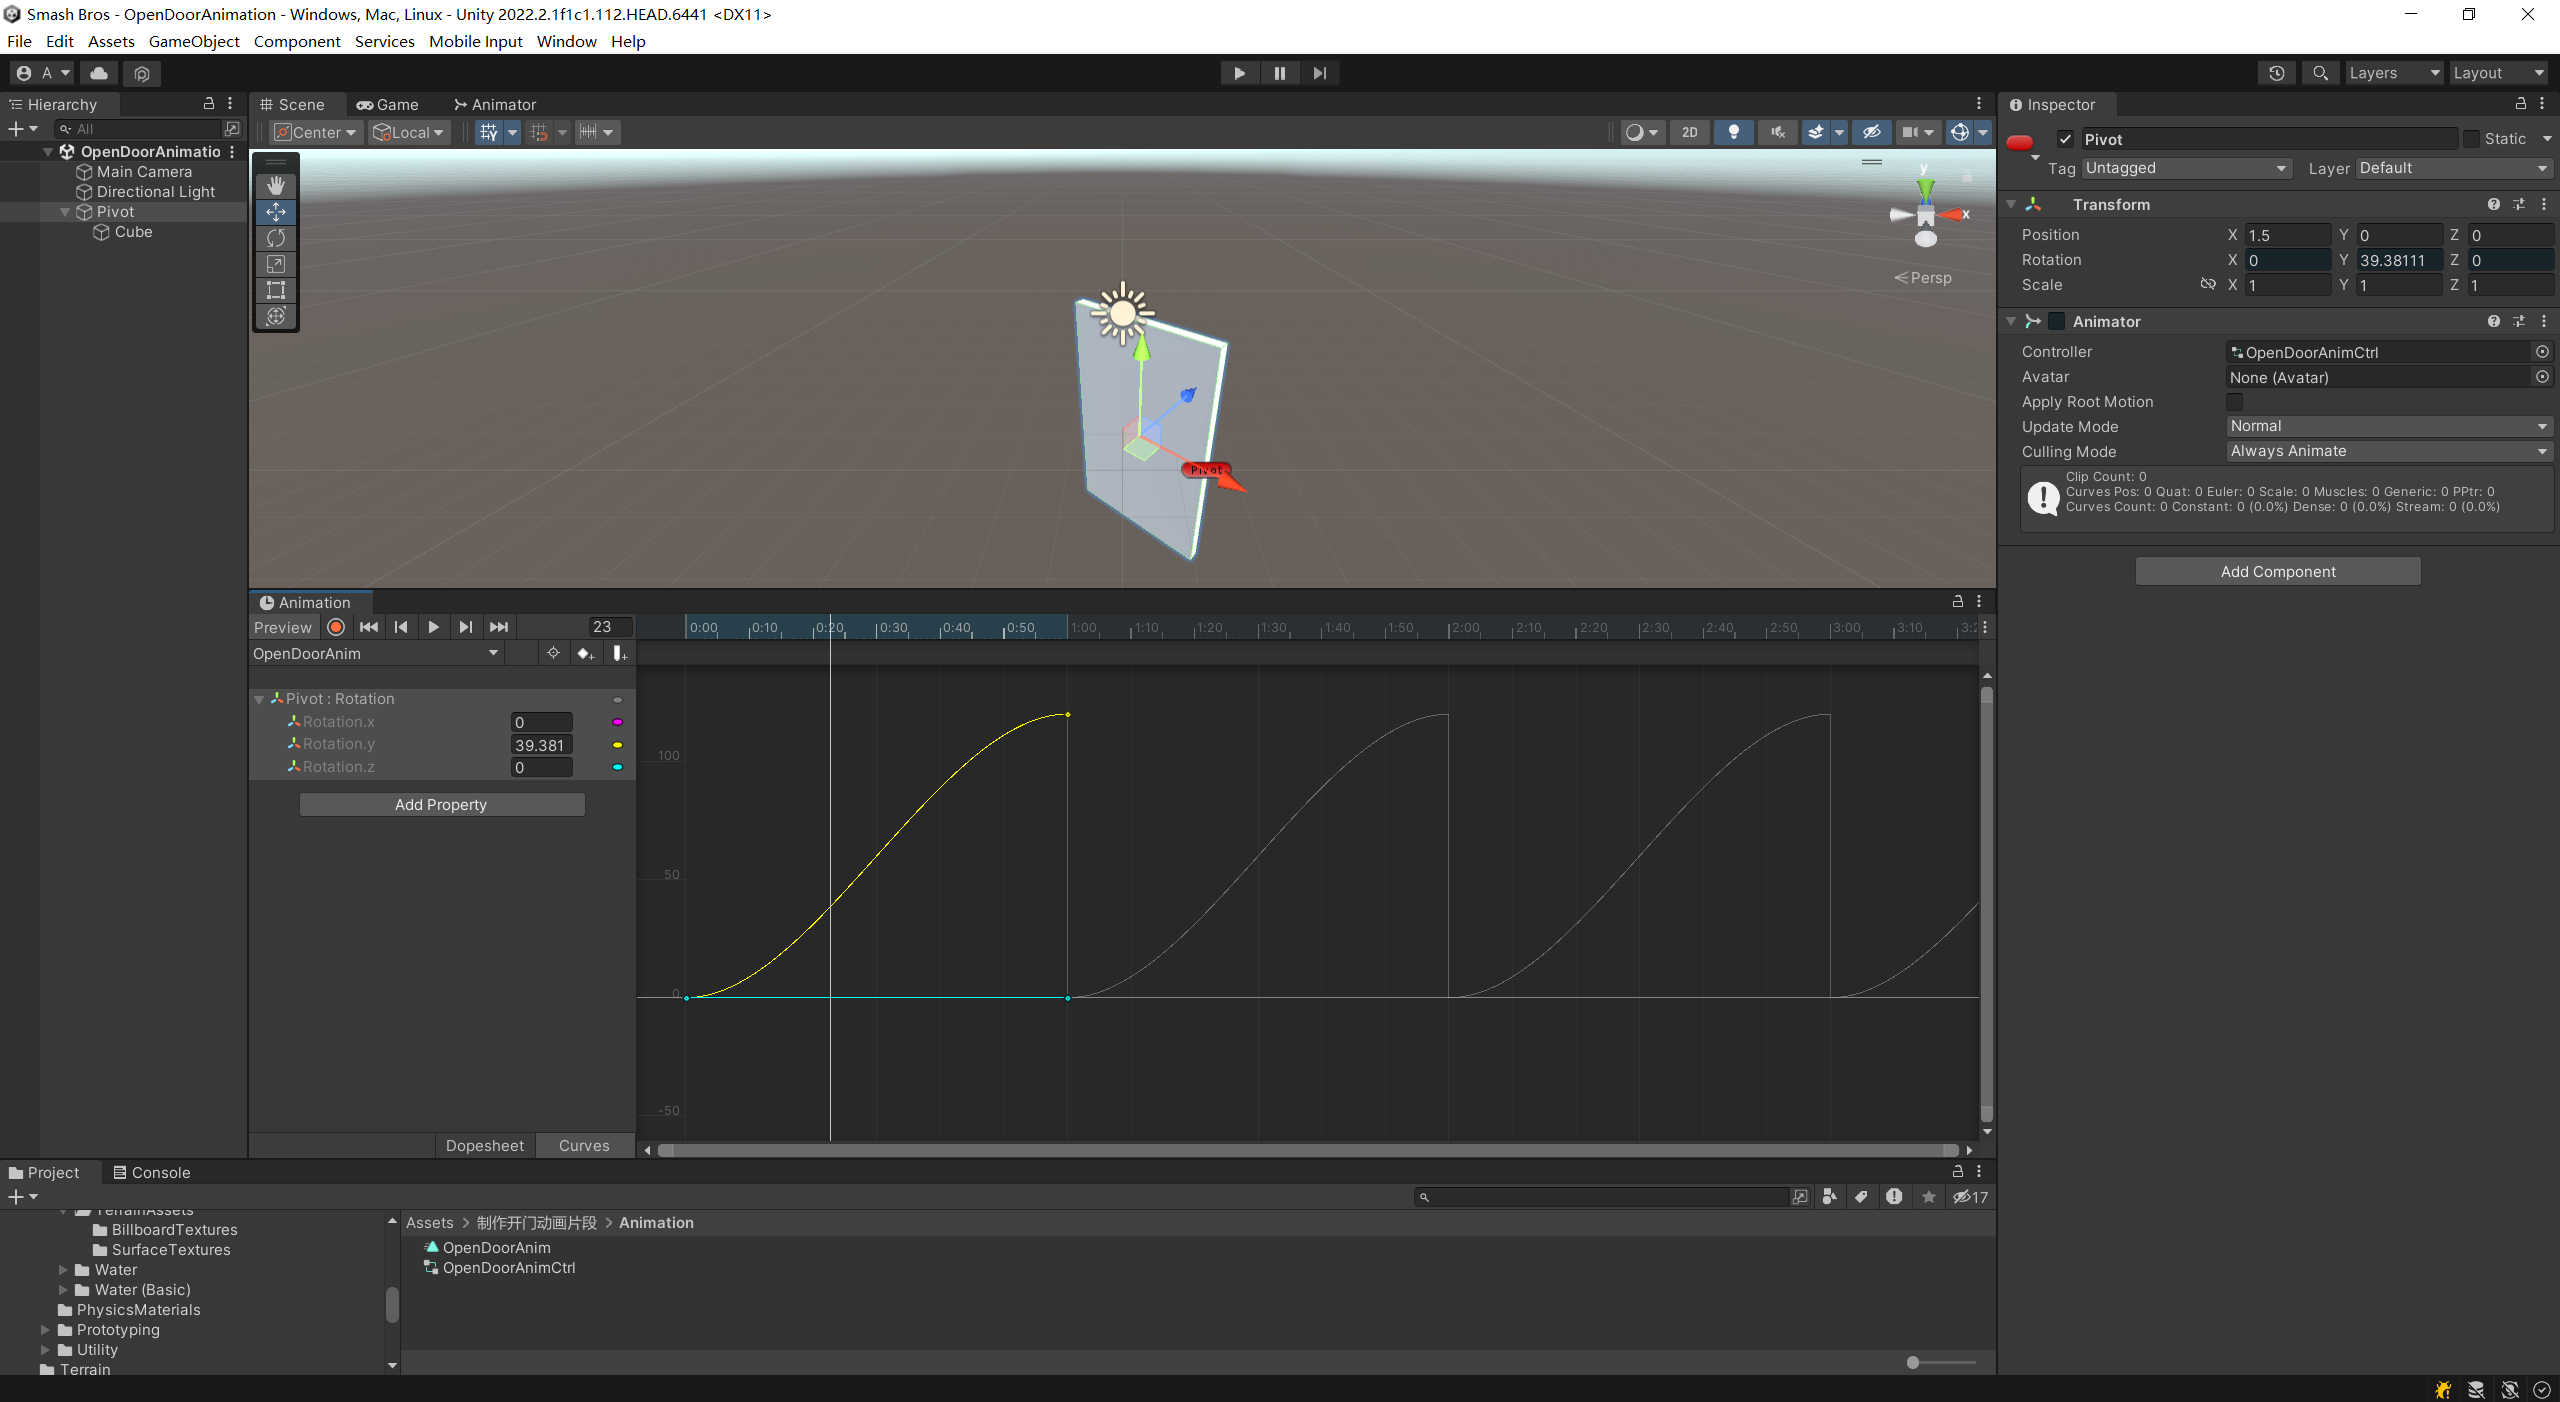 Smash Bros - OpenDoorAnimation - Windows, Mac, Linux - Unity 2022.2.1f1c1.112.HEAD.6441 <DX11>
File Edit Assets GameObject Component Services Mobile Input Window Help
A Layers Layout
Hierarchy
All
OpenDoorAnimatio
Main Camera
Directional Light
Pivot
Cube
Scene Game Animator
Center Local 2D
y
x
Persp
Pivot
Inspector
Pivot Static
Tag Untagged Layer Default
Transform
Position X 1.5 Y 0 Z 0
Rotation X 0 Y 39.38111 Z 0
Scale X 1 Y 1 Z 1
Animator
Controller OpenDoorAnimCtrl
Avatar None (Avatar)
Apply Root Motion
Update Mode Normal
Culling Mode Always Animate
Clip Count: 0
Curves Pos: 0 Quat: 0 Euler: 0 Scale: 0 Muscles: 0 Generic: 0 PPtr: 0
Curves Count: 0 Constant: 0 (0.0%) Dense: 0 (0.0%) Stream: 0 (0.0%)
Add Component
Animation
Preview 23
0:00 0:10 0:20 0:30 0:40 0:50 1:00 1:10 1:20 1:30 1:40 1:50 2:00 2:10 2:20 2:30 2:40 2:50 3:00 3:10
OpenDoorAnim
Pivot : Rotation
Rotation.x 0
Rotation.y 39.381
Rotation.z 0
Add Property
100
50
0
-50
Dopesheet Curves
Project Console
17
TerrainAssets
BillboardTextures
SurfaceTextures
Water
Water (Basic)
PhysicsMaterials
Prototyping
Utility
Terrain
Assets > 制作开门动画片段 > Animation
OpenDoorAnim
OpenDoorAnimCtrl